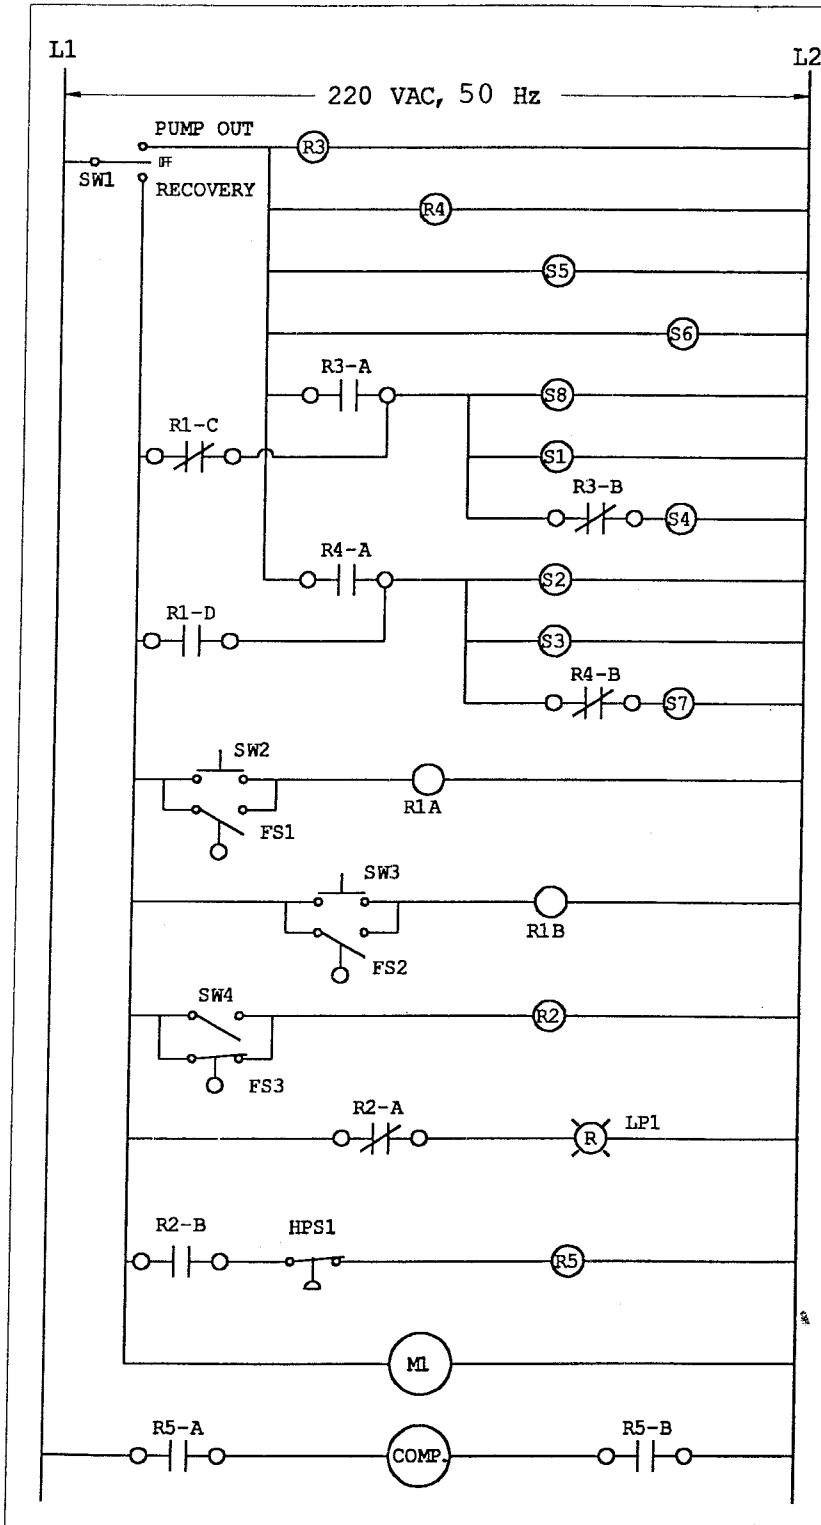 L1
L2
220 VAC, 50 Hz
PUMP OUT
R3
OFF
SW1
RECOVERY
R4
S5
S6
R3-A
S8
R1-C
S1
R3-B
S4
R4-A
S2
R1-D
S3
R4-B
S7
SW2
R1A
FS1
SW3
R1B
FS2
SW4
R2
FS3
R2-A
R
LP1
R2-B
HPS1
R5
M1
R5-A
COMP.
R5-B